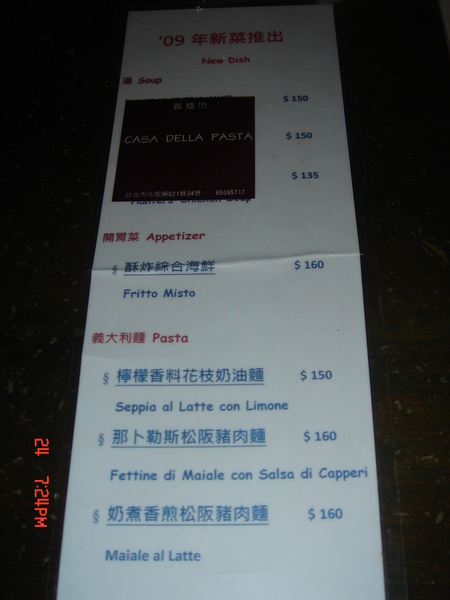 '09 年新菜推出
New Dish
湯 Soup
$ 150
義麵坊
CASA DELLA PASTA
$ 150
$ 135
85095717
開胃菜 Appetizer
§ 酥炸綜合海鮮 $ 160
Fritto Misto
義大利麵 Pasta
§ 檸檬香料花枝奶油麵 $ 150
Seppia al Latte con Limone
§ 那卜勒斯松阪豬肉麵 $ 160
Fettine di Maiale con Salsa di Capperi
§ 奶煮香煎松阪豬肉麵 $ 160
Maiale al Latte
24 7:24PM